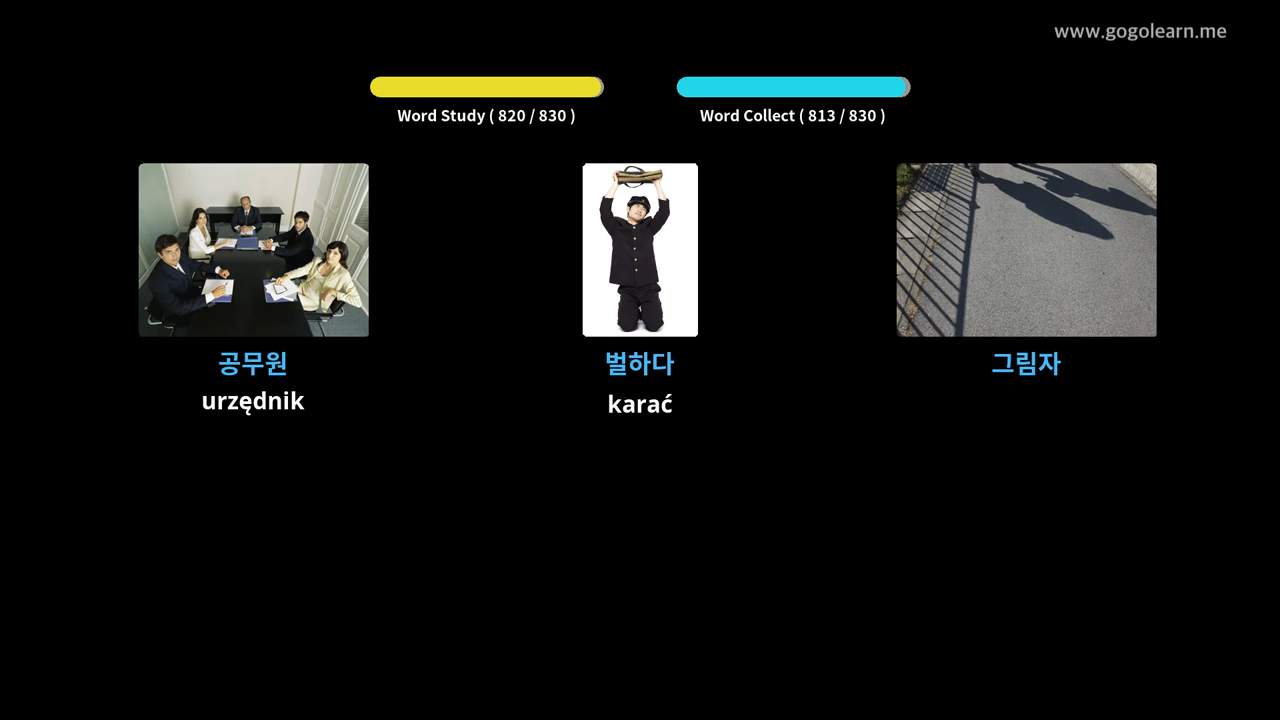 www.gogolearn.me
Word Study ( 820 / 830 )
Word Collect ( 813 / 830 )
공무원
urzędnik
벌하다
karać
그림자